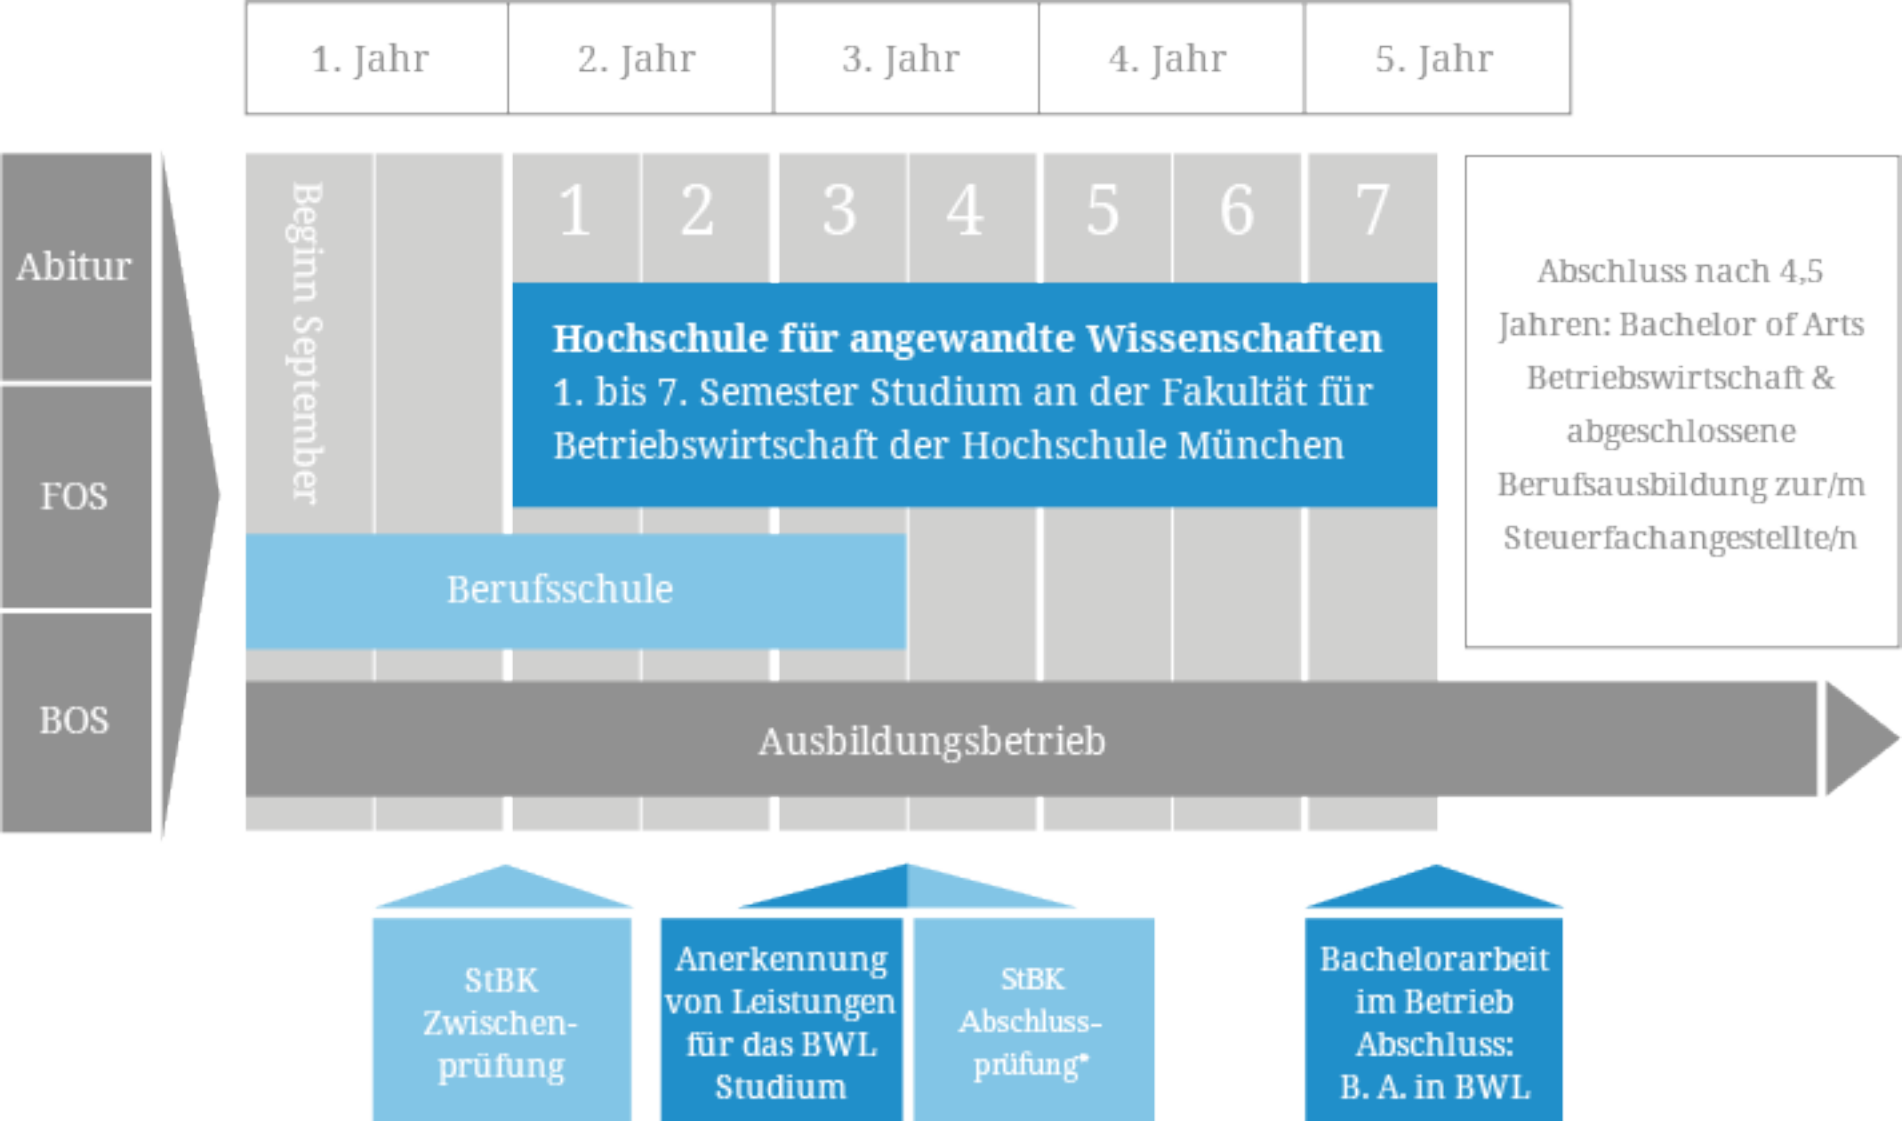 1. Jahr
2. Jahr
3. Jahr
4. Jahr
5. Jahr
Abitur
FOS
BOS
Beginn September
1
2
3
4
5
6
7
Hochschule für angewandte Wissenschaften
1. bis 7. Semester Studium an der Fakultät für
Betriebswirtschaft der Hochschule München
Berufsschule
Ausbildungsbetrieb
Abschluss nach 4,5
Jahren: Bachelor of Arts
Betriebswirtschaft &
abgeschlossene
Berufsausbildung zur/m
Steuerfachangestellte/n
StBK
Zwischen-
prüfung
Anerkennung
von Leistungen
für das BWL
Studium
StBK
Abschluss-
prüfung*
Bachelorarbeit
im Betrieb
Abschluss:
B. A. in BWL